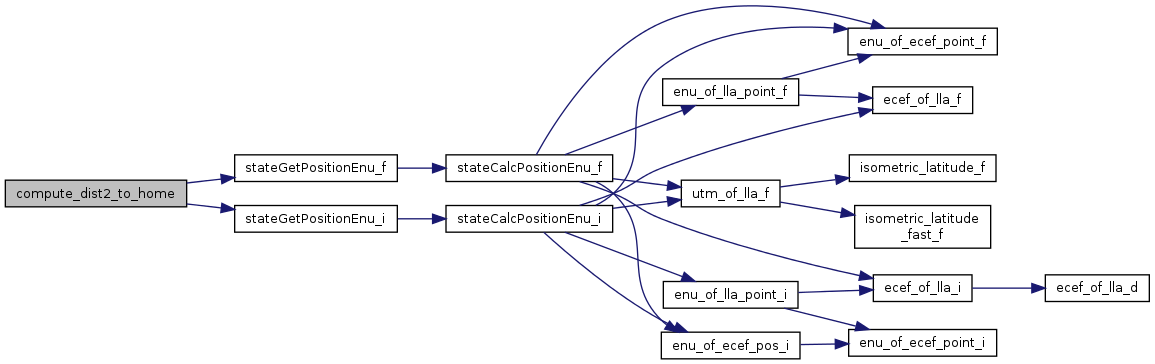 compute_dist2_to_home
stateGetPositionEnu_f
stateGetPositionEnu_i
stateCalcPositionEnu_f
stateCalcPositionEnu_i
enu_of_lla_point_f
utm_of_lla_f
enu_of_lla_point_i
enu_of_ecef_pos_i
enu_of_ecef_point_f
ecef_of_lla_f
isometric_latitude_f
isometric_latitude
_fast_f
ecef_of_lla_i
enu_of_ecef_point_i
ecef_of_lla_d